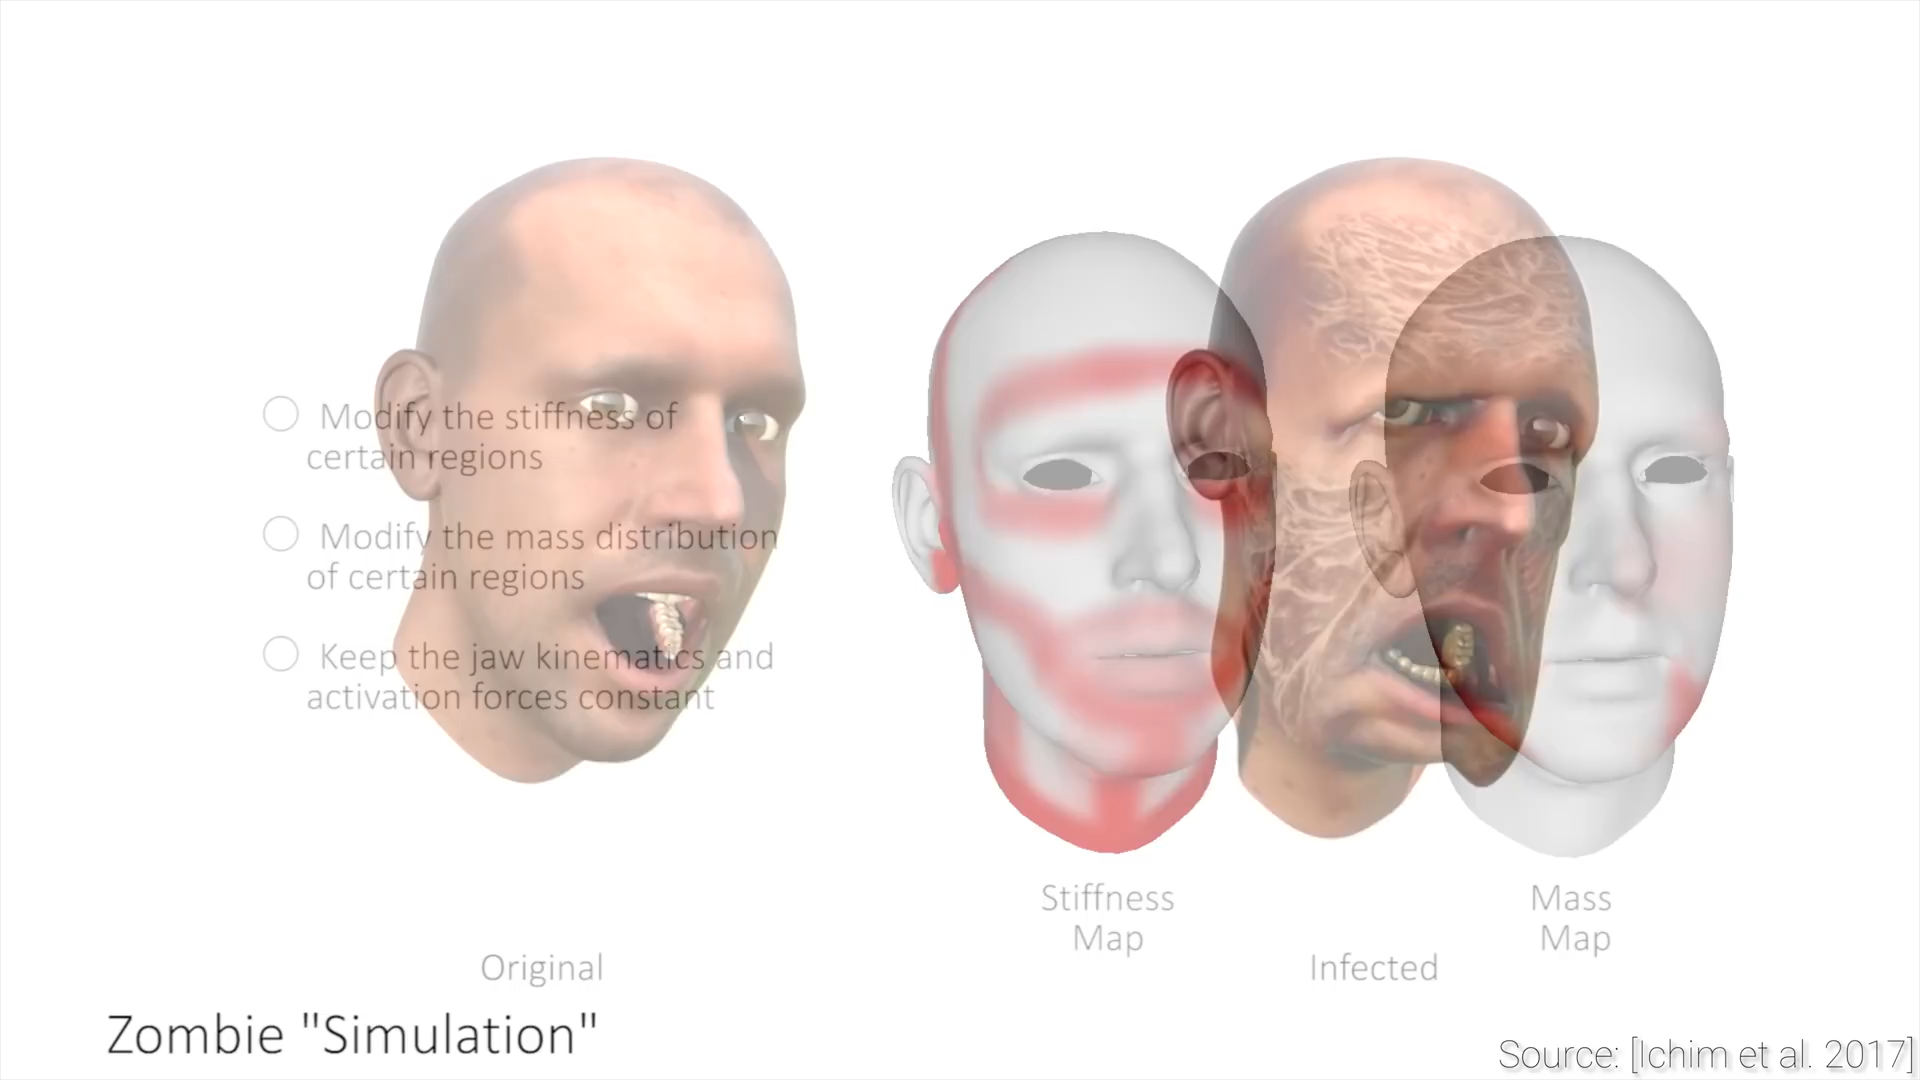 Modify the stiffness of
certain regions
Modify the mass distribution
of certain regions
Keep the jaw kinematics and
activation forces constant
Stiffness
Map
Mass
Map
Original
Infected
Zombie "Simulation"
Source: [Ichim et al. 2017]